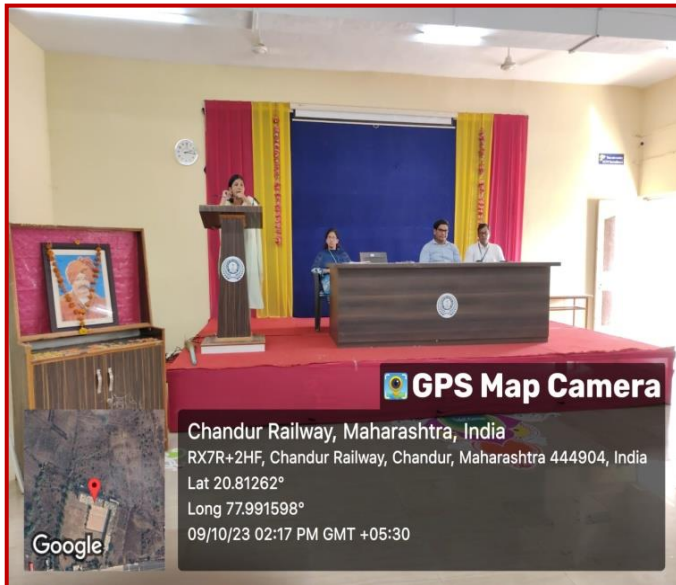 GPS Map Camera
Chandur Railway, Maharashtra, India
RX7R+2HF, Chandur Railway, Chandur, Maharashtra 444904, India
Lat 20.81262°
Long 77.991598°
09/10/23 02:17 PM GMT +05:30
Google